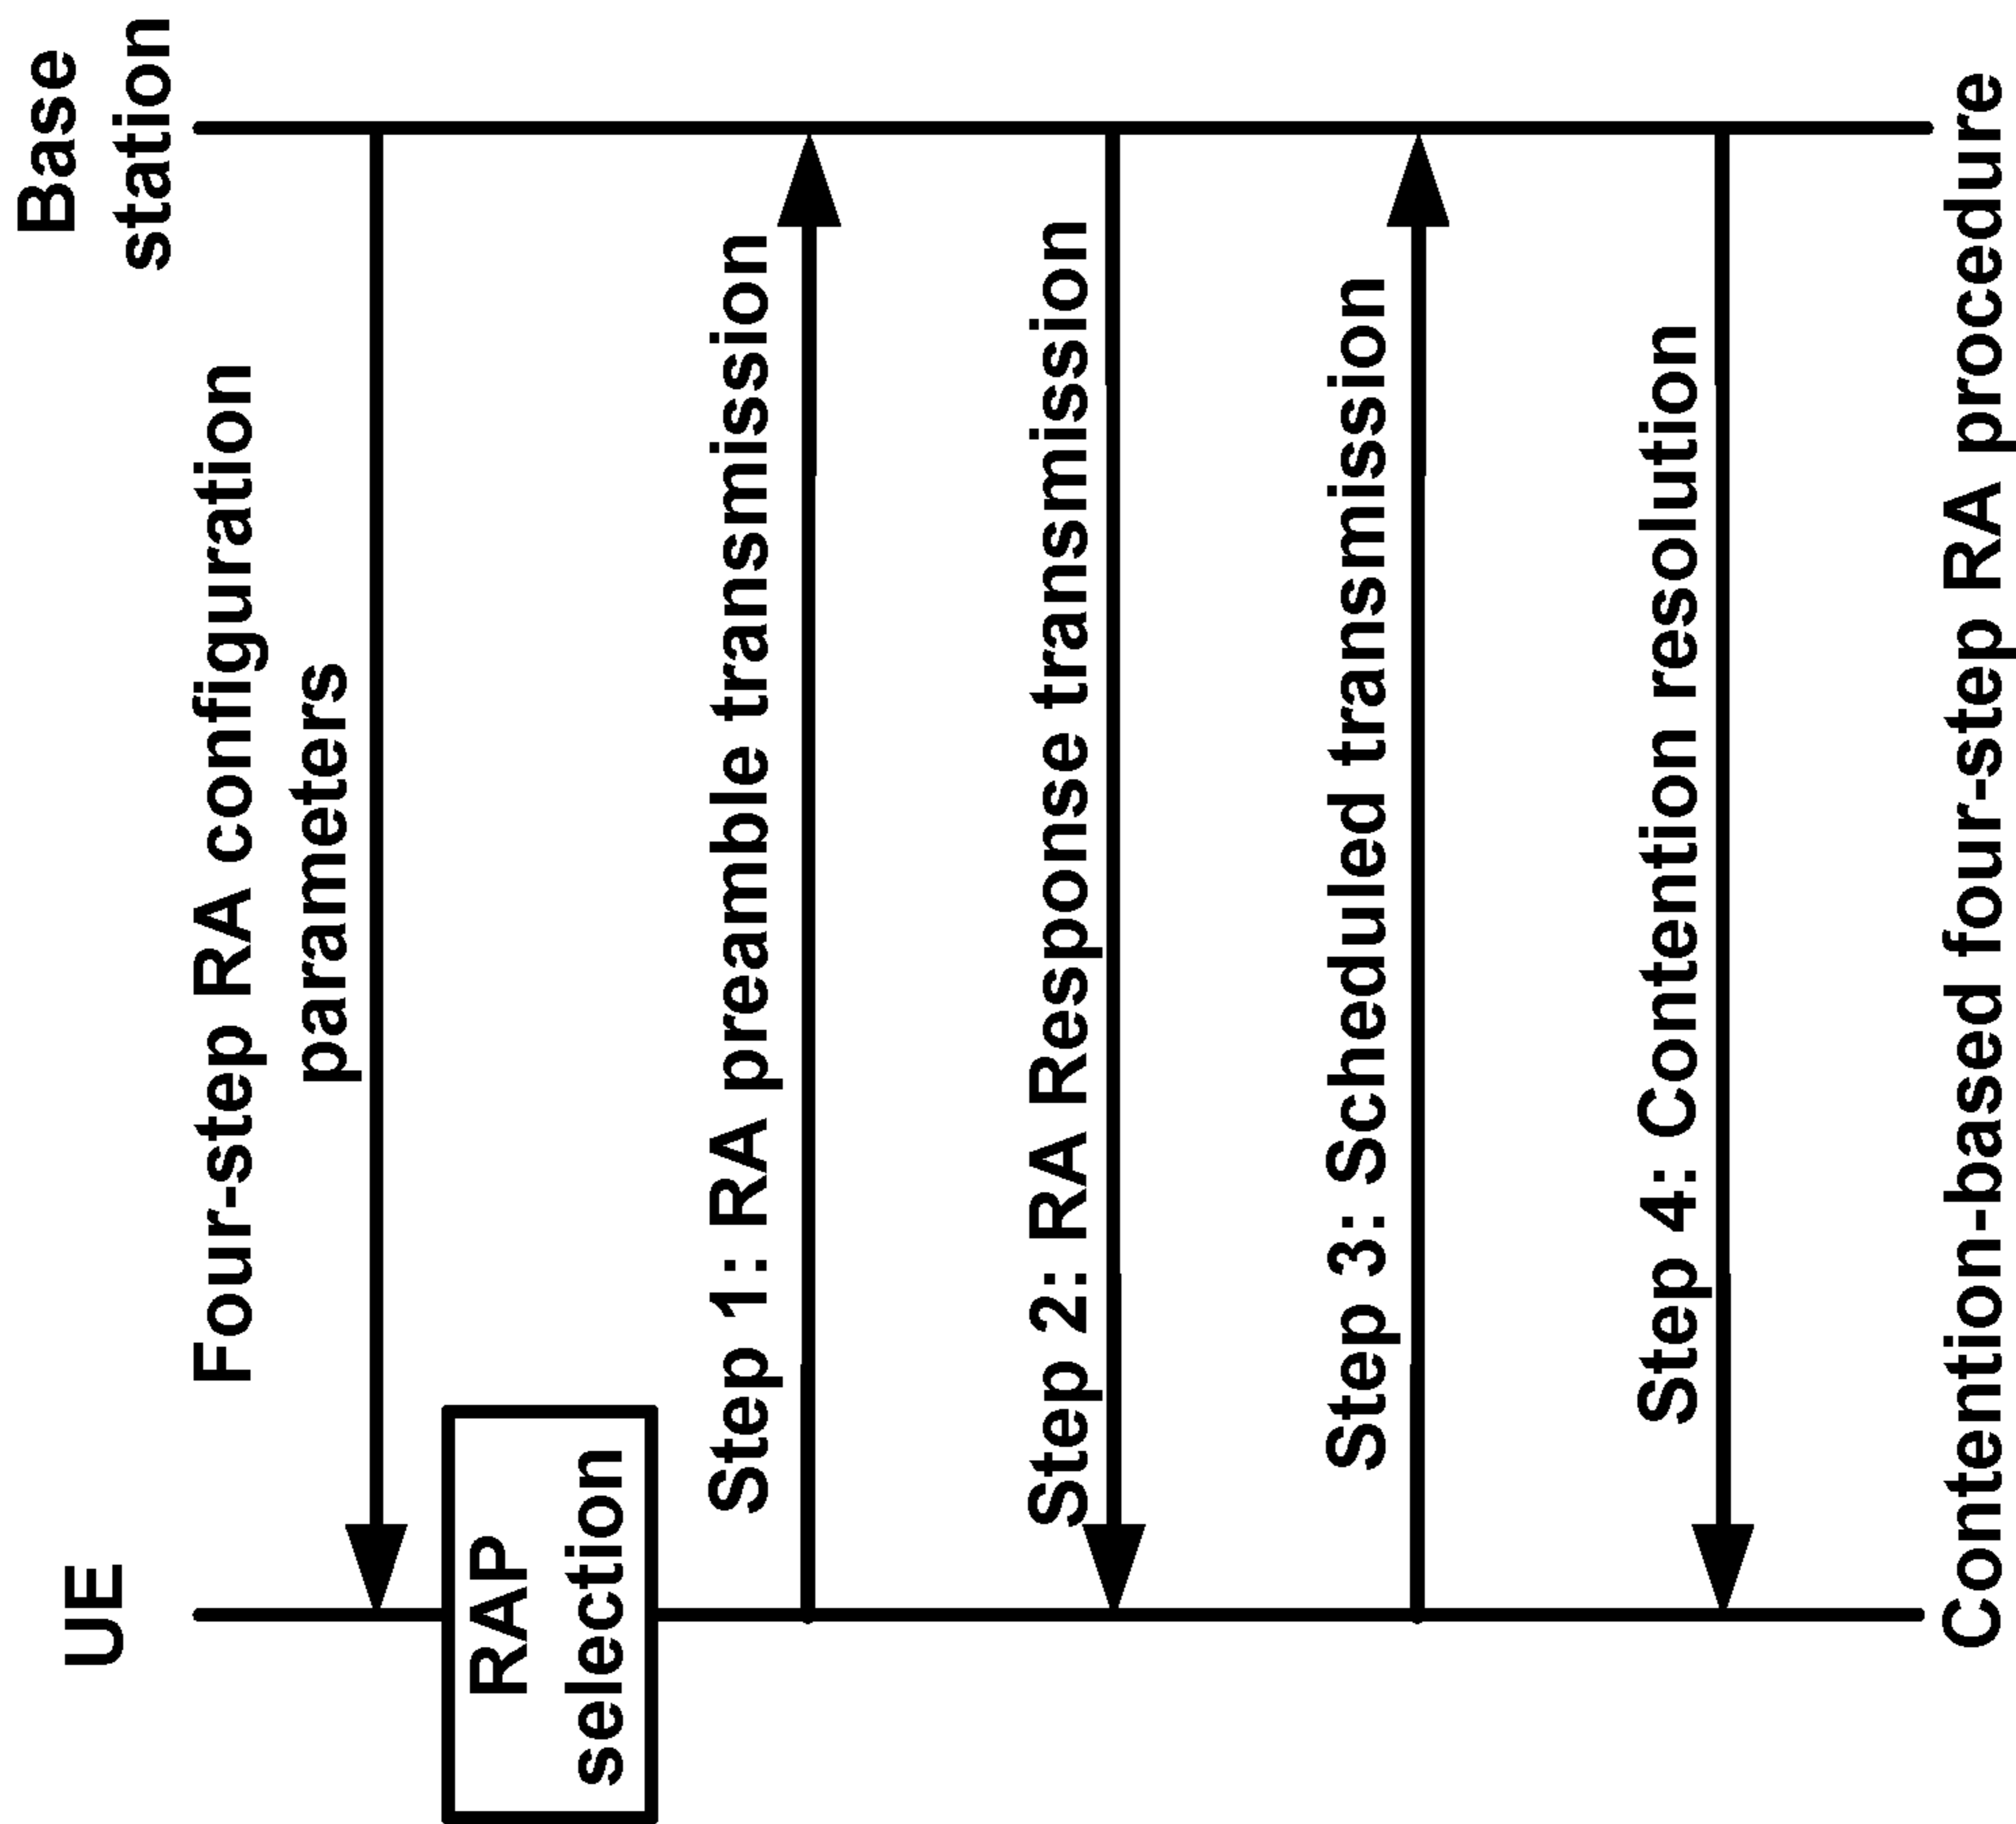 UE
Base
station
Four-step RA configuration
parameters
RAP
selection
Step 1: RA preamble transmission
Step 2: RA Response transmission
Step 3: Scheduled transmission
Step 4: Contention resolution
Contention-based four-step RA procedure